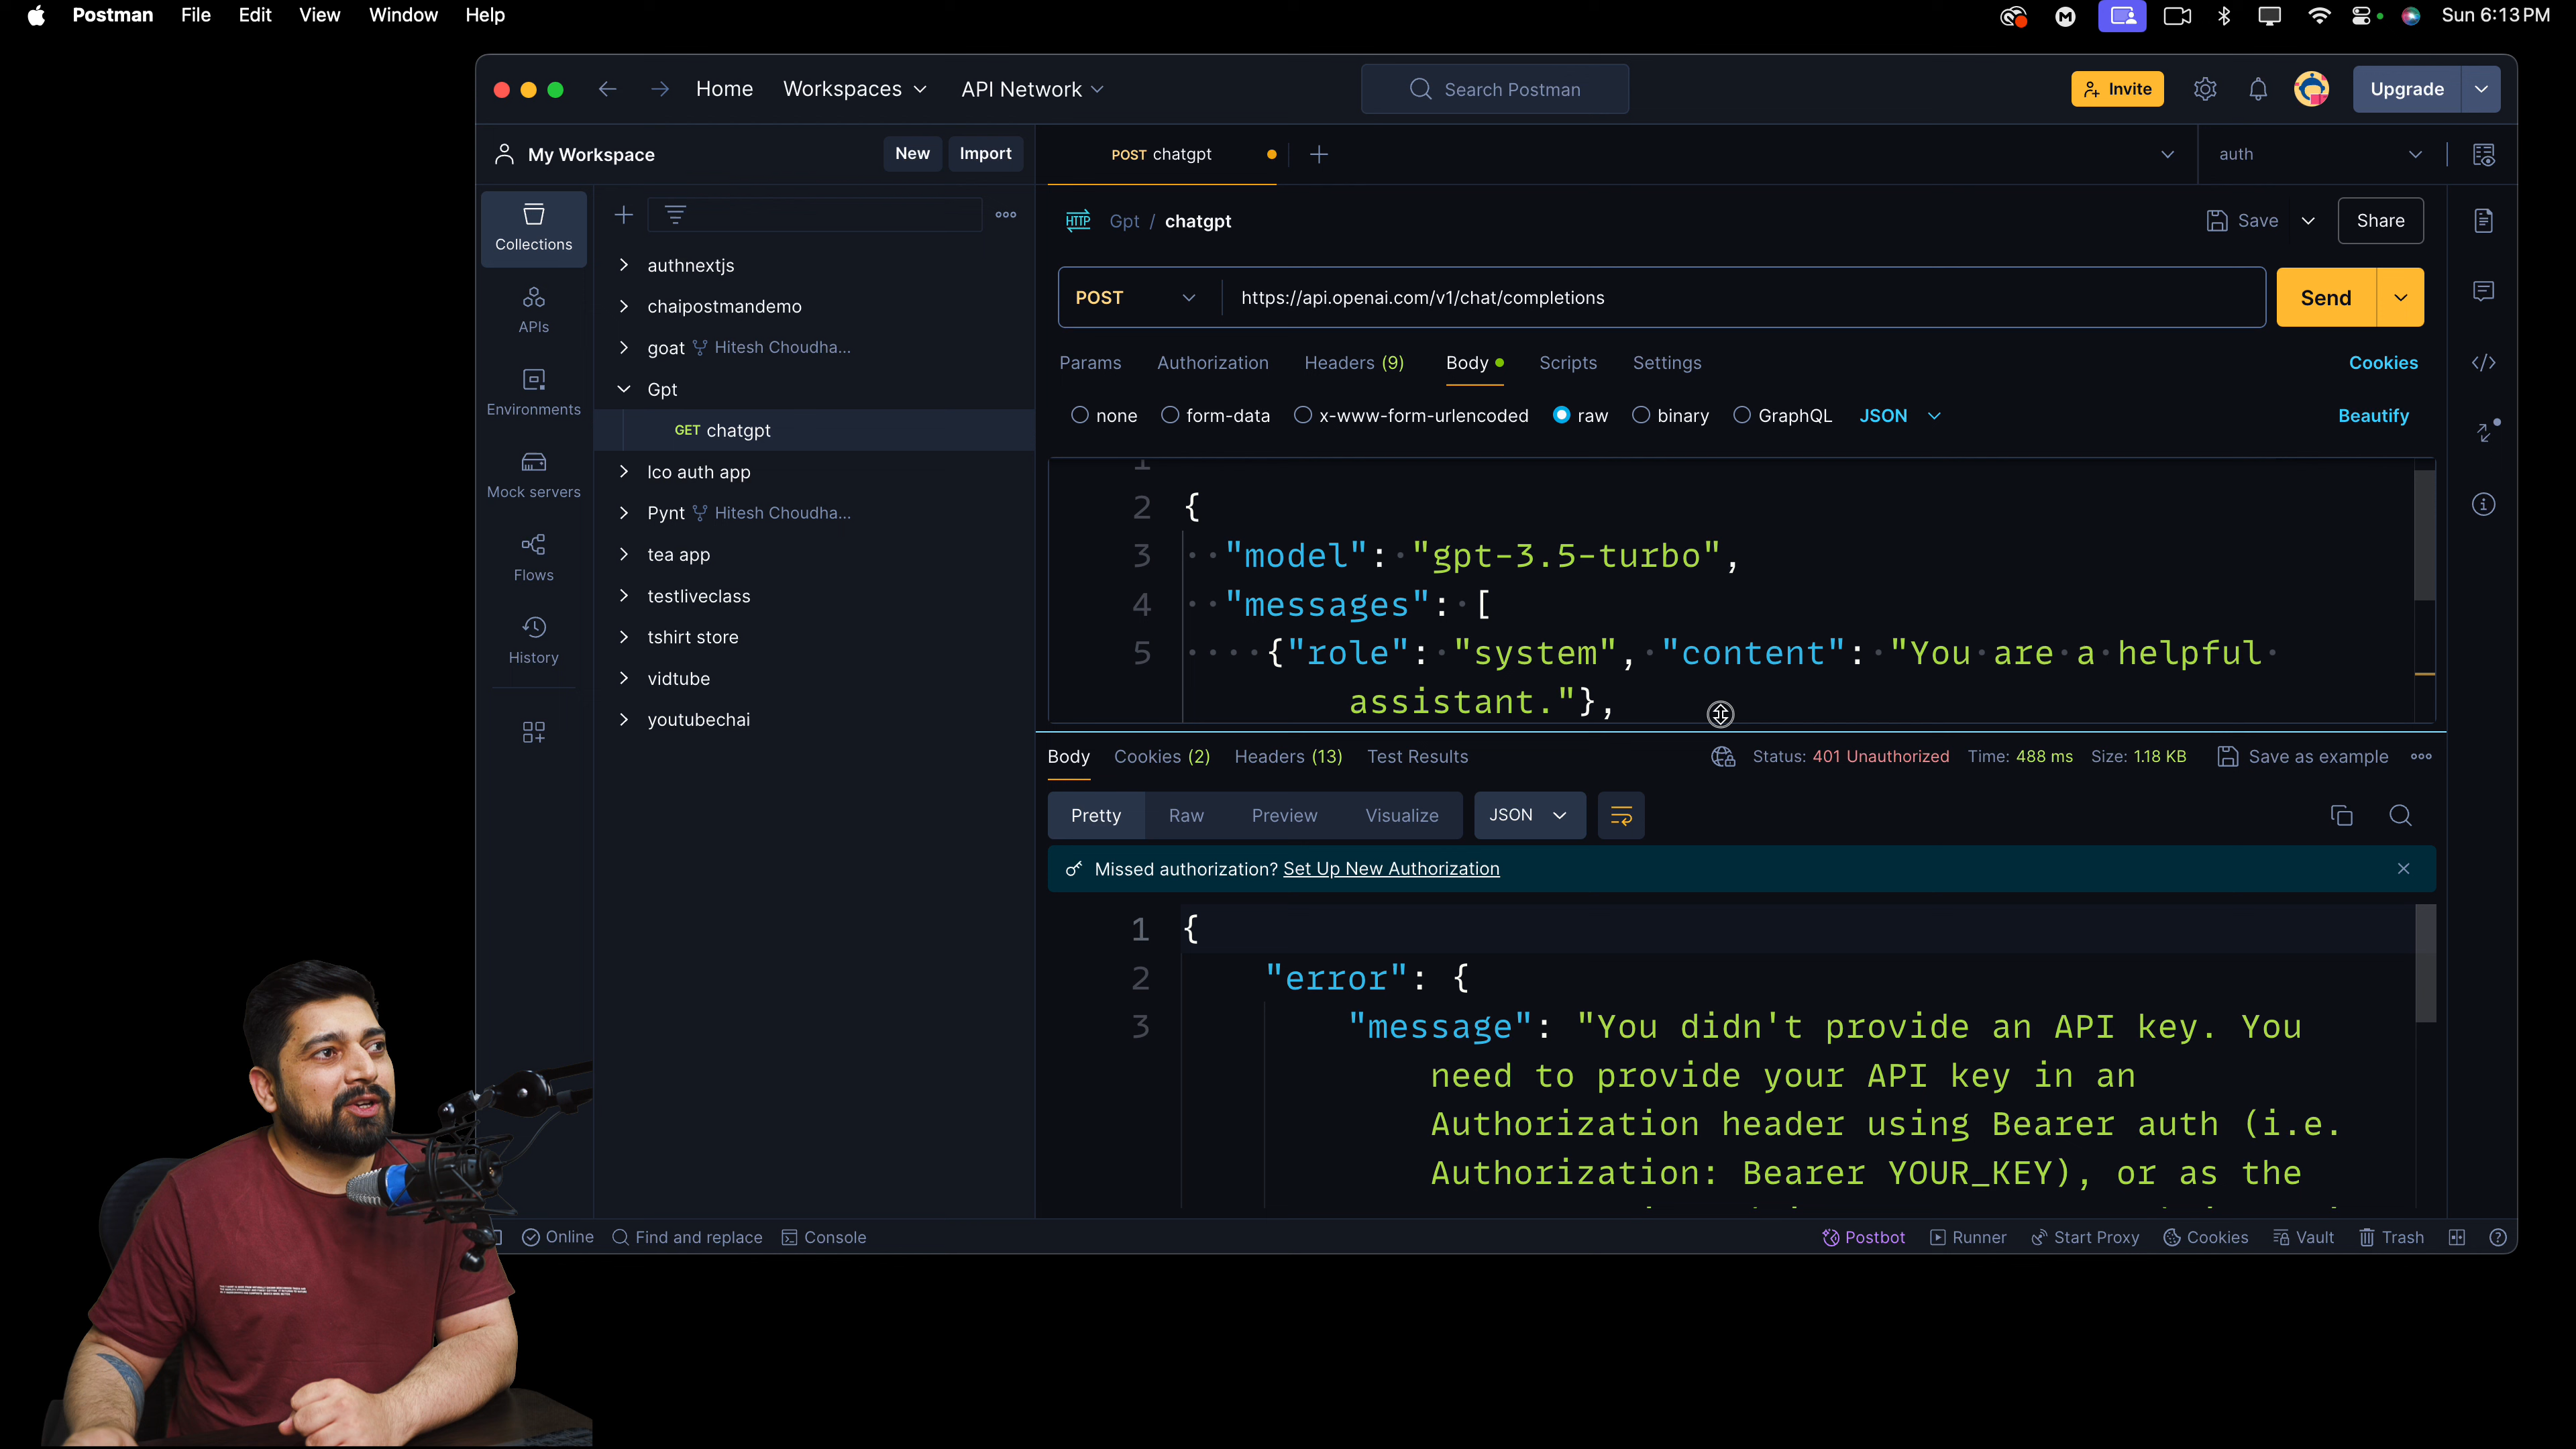 Postman File Edit View Window Help
Sun 6:13 PM
Home Workspaces API Network
Search Postman
Invite
Upgrade
My Workspace
New Import
POST chatgpt
auth
Collections
APIs
Environments
Mock servers
Flows
History
authnextjs
chaipostmandemo
goat Hitesh Choudha...
Gpt
GET chatgpt
lco auth app
Pynt Hitesh Choudha...
tea app
testliveclass
tshirt store
vidtube
youtubechai
HTTP Gpt / chatgpt
Save Share
POST https://api.openai.com/v1/chat/completions
Send
Params Authorization Headers (9) Body Scripts Settings
Cookies
none form-data x-www-form-urlencoded raw binary GraphQL JSON
Beautify
1
2 {
3 "model": "gpt-3.5-turbo",
4 "messages": [
5 {"role": "system", "content": "You are a helpful
assistant."},
Body Cookies (2) Headers (13) Test Results
Status: 401 Unauthorized Time: 488 ms Size: 1.18 KB Save as example
Pretty Raw Preview Visualize JSON
Missed authorization? Set Up New Authorization
1 {
2 "error": {
3 "message": "You didn't provide an API key. You
need to provide your API key in an
Authorization header using Bearer auth (i.e.
Authorization: Bearer YOUR_KEY), or as the
Online Find and replace Console
Postbot Runner Start Proxy Cookies Vault Trash